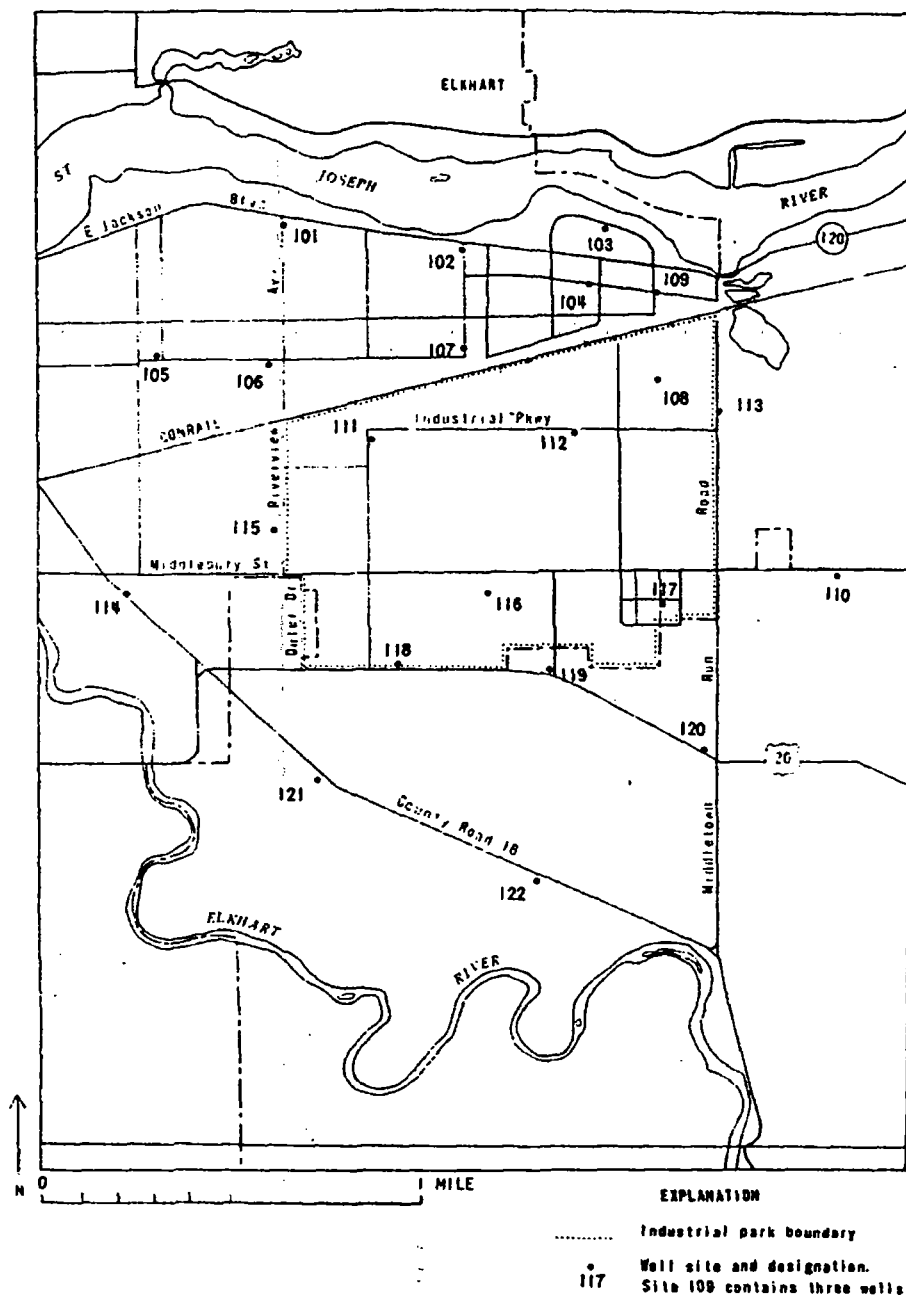 ELKHART
ST JOSEPH RIVER
E Jackson Blvd
120
101
102
103
104
109
105
106
107
108
113
CONRAIL
Industrial Pkwy
111
112
Riverview Av
Road
115
Middlebury St
114
116
117
110
Outer Dr
118
119
Run
120
20
121
County Road 18
Middletown
122
ELKHART RIVER
N
0 1 MILE
EXPLANATION
Industrial park boundary
117 Well site and designation.
Site 109 contains three wells